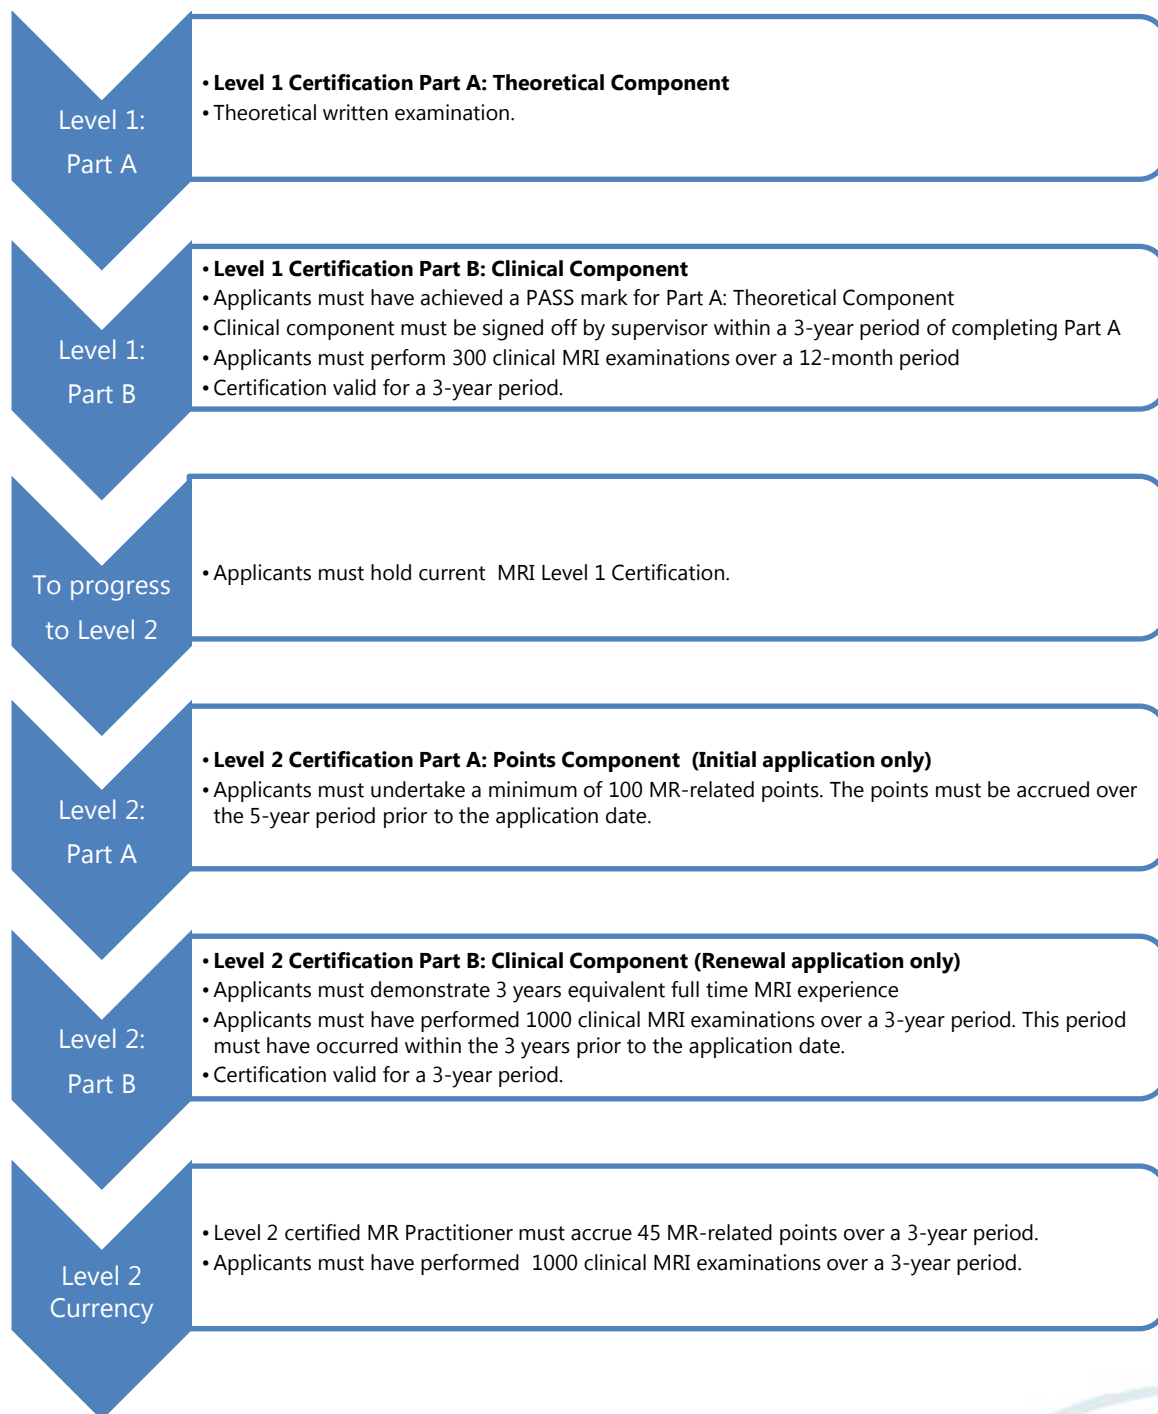 Level 1:
Part A
• Level 1 Certification Part A: Theoretical Component
• Theoretical written examination.
Level 1:
Part B
• Level 1 Certification Part B: Clinical Component
• Applicants must have achieved a PASS mark for Part A: Theoretical Component
• Clinical component must be signed off by supervisor within a 3-year period of completing Part A
• Applicants must perform 300 clinical MRI examinations over a 12-month period
• Certification valid for a 3-year period.
To progress
to Level 2
• Applicants must hold current  MRI Level 1 Certification.
Level 2:
Part A
• Level 2 Certification Part A: Points Component  (Initial application only)
• Applicants must undertake a minimum of 100 MR-related points. The points must be accrued over
the 5-year period prior to the application date.
Level 2:
Part B
• Level 2 Certification Part B: Clinical Component (Renewal application only)
• Applicants must demonstrate 3 years equivalent full time MRI experience
• Applicants must have performed 1000 clinical MRI examinations over a 3-year period. This period
must have occurred within the 3 years prior to the application date.
• Certification valid for a 3-year period.
Level 2
Currency
• Level 2 certified MR Practitioner must accrue 45 MR-related points over a 3-year period.
• Applicants must have performed  1000 clinical MRI examinations over a 3-year period.